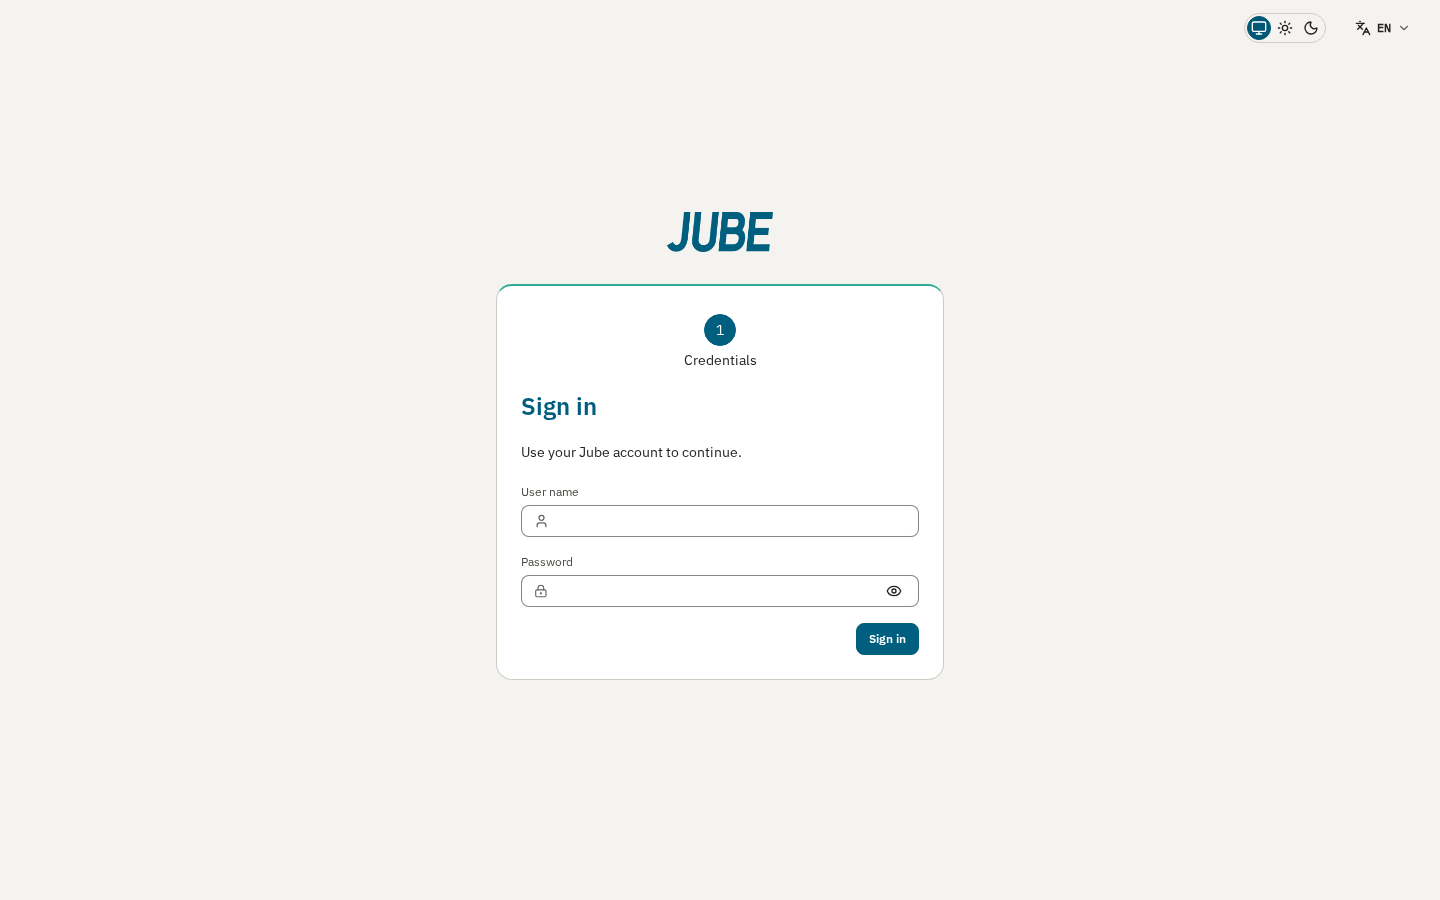 EN
JUBE
1
Credentials
Sign in
Use your Jube account to continue.
User name
Password
Sign in